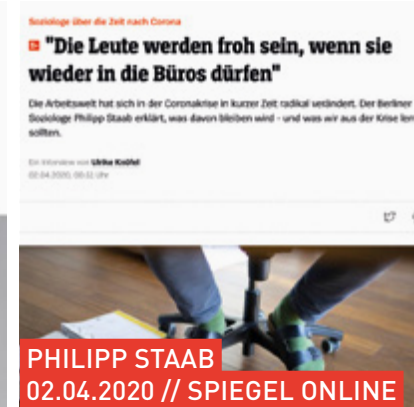 Soziologe über die Zeit nach Corona
"Die Leute werden froh sein, wenn sie
wieder in die Büros dürfen"
Die Arbeitswelt hat sich in der Coronakrise in kurzer Zeit radikal verändert. Der Berliner
Soziologe Philipp Staab erklärt, was davon bleiben wird - und was wir aus der Krise lern
sollten.
Ein Interview von Ulrike Knöfel
02.04.2020, 08.51 Uhr
PHILIPP STAAB
02.04.2020 // SPIEGEL ONLINE